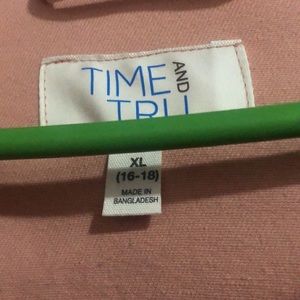 TIME AND
TRU
XL
(16-18)
MADE IN
BANGLADESH